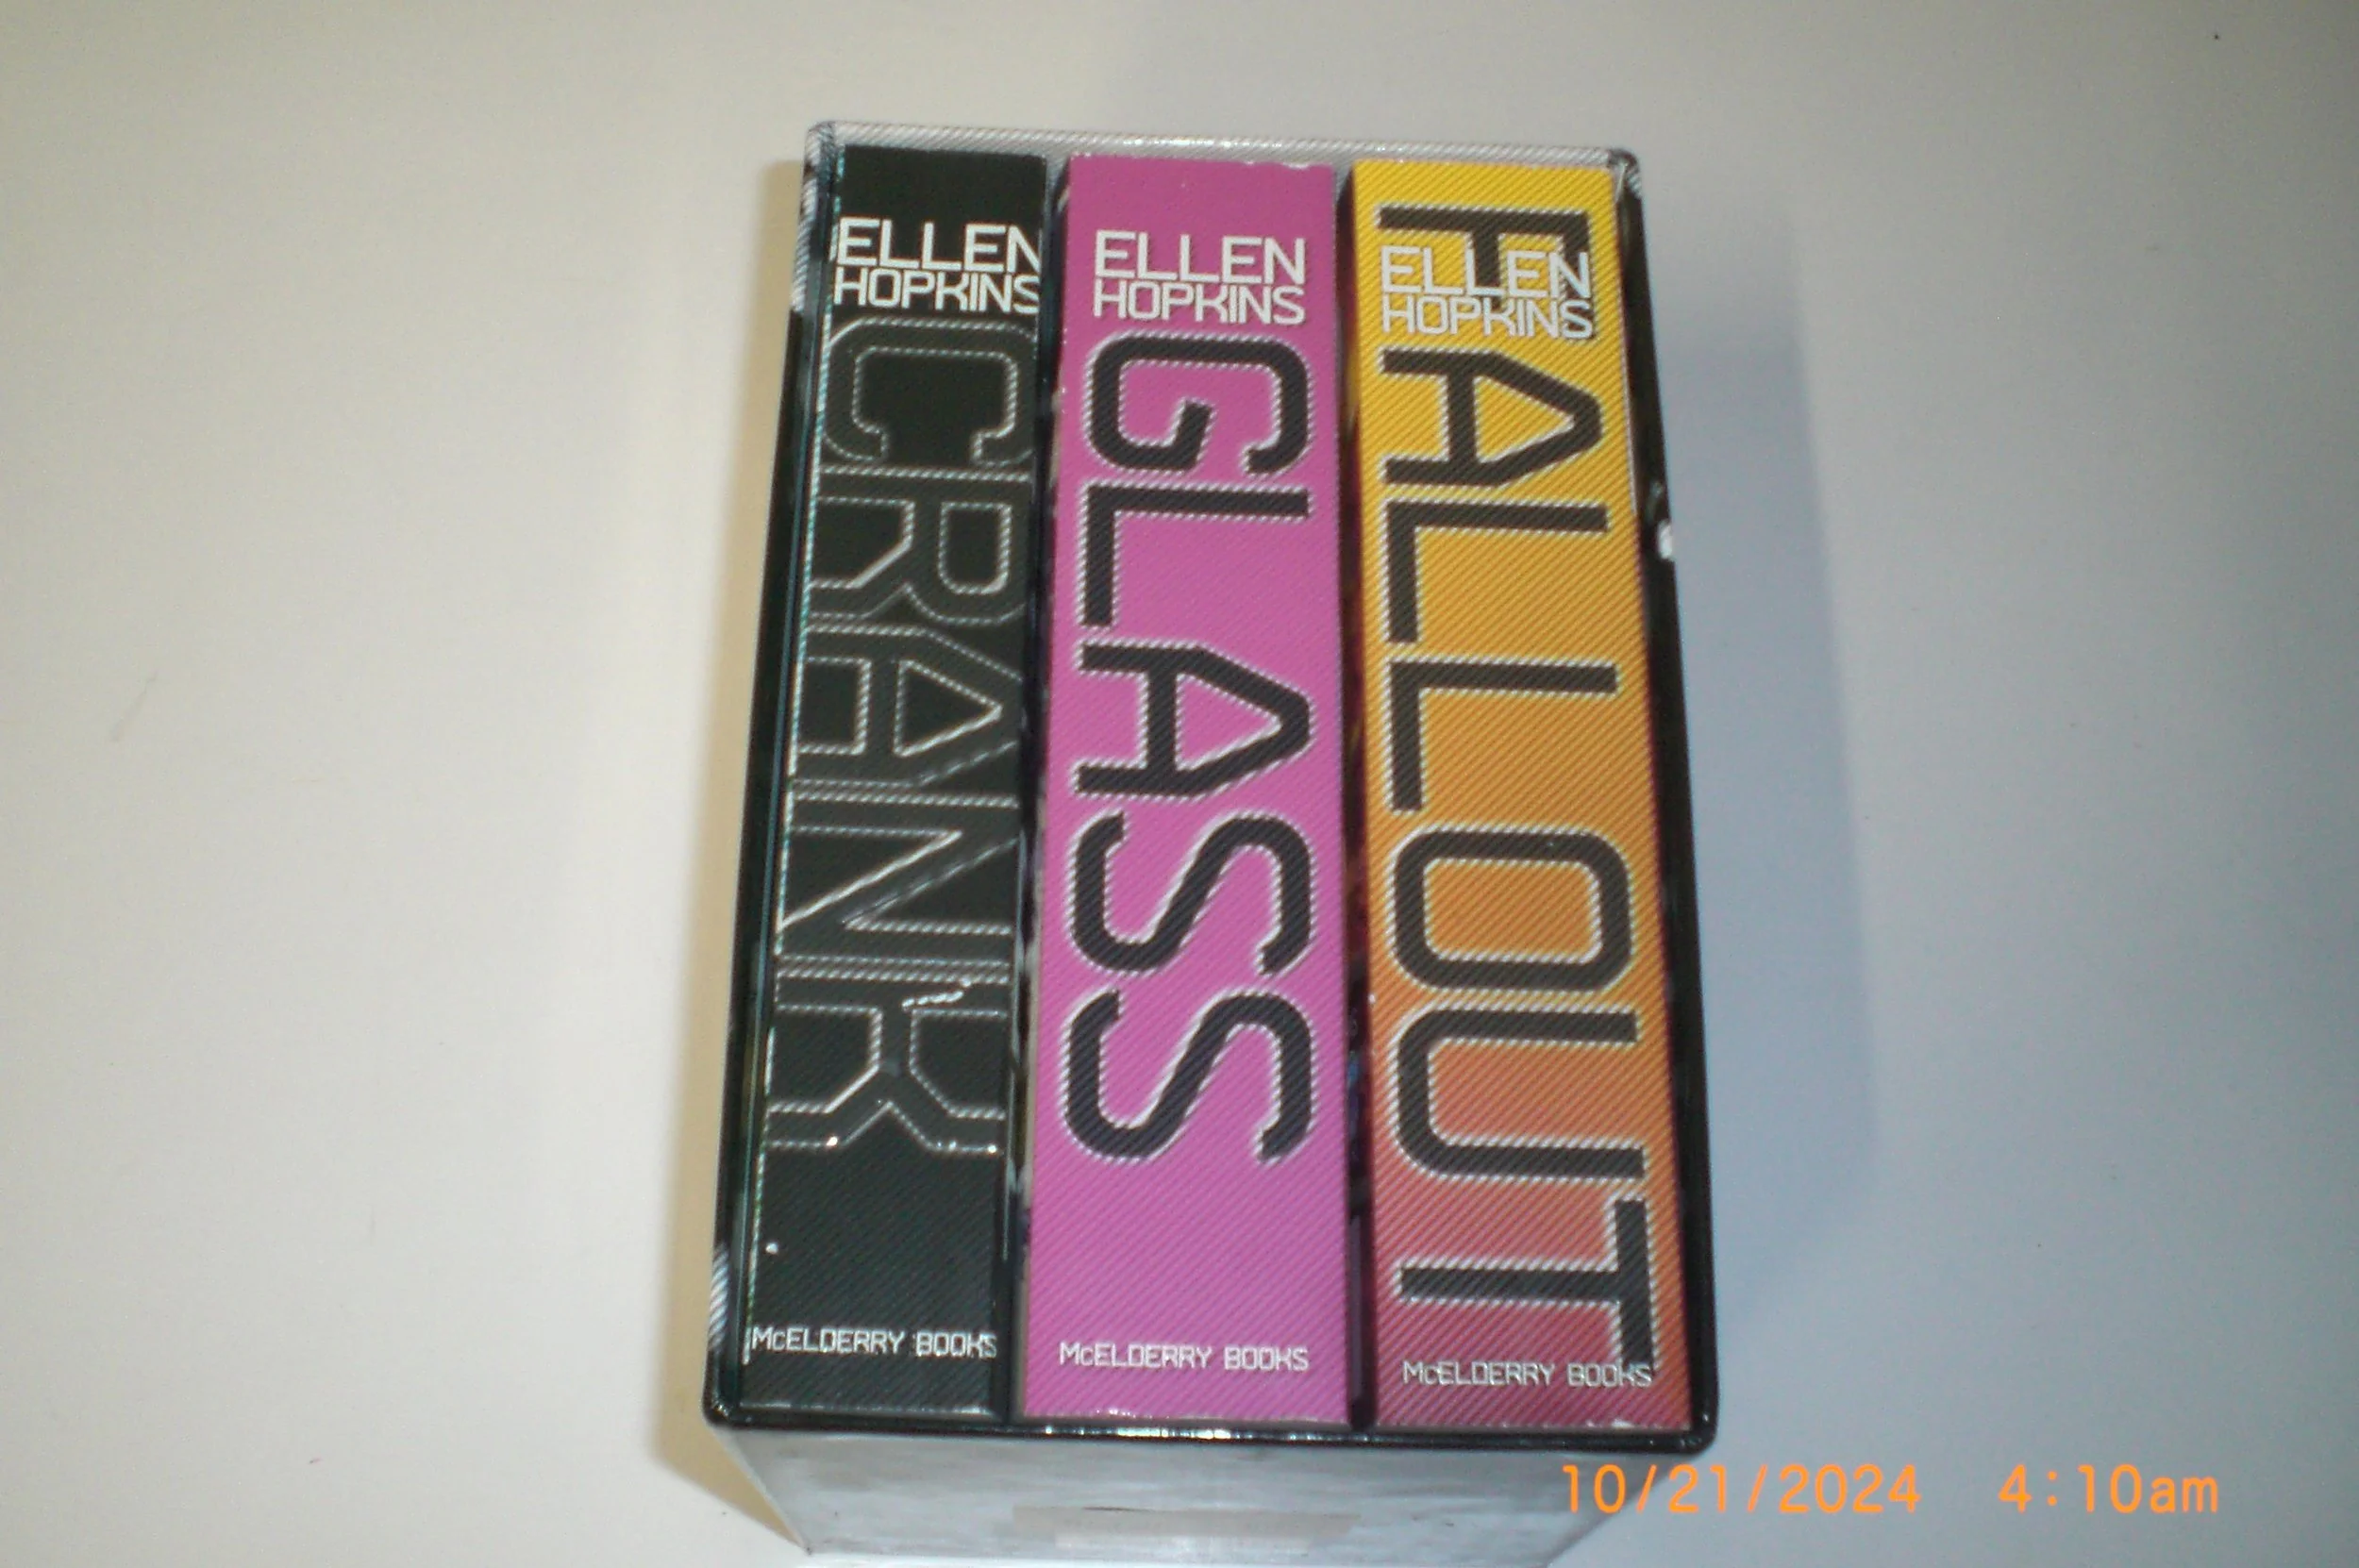 ELLEN
HOPKINS
CRANK
McELDERRY BOOKS
ELLEN
HOPKINS
GLASS
McELDERRY BOOKS
ELLEN
HOPKINS
FALLOUT
McELDERRY BOOKS
10/21/2024 4:10am